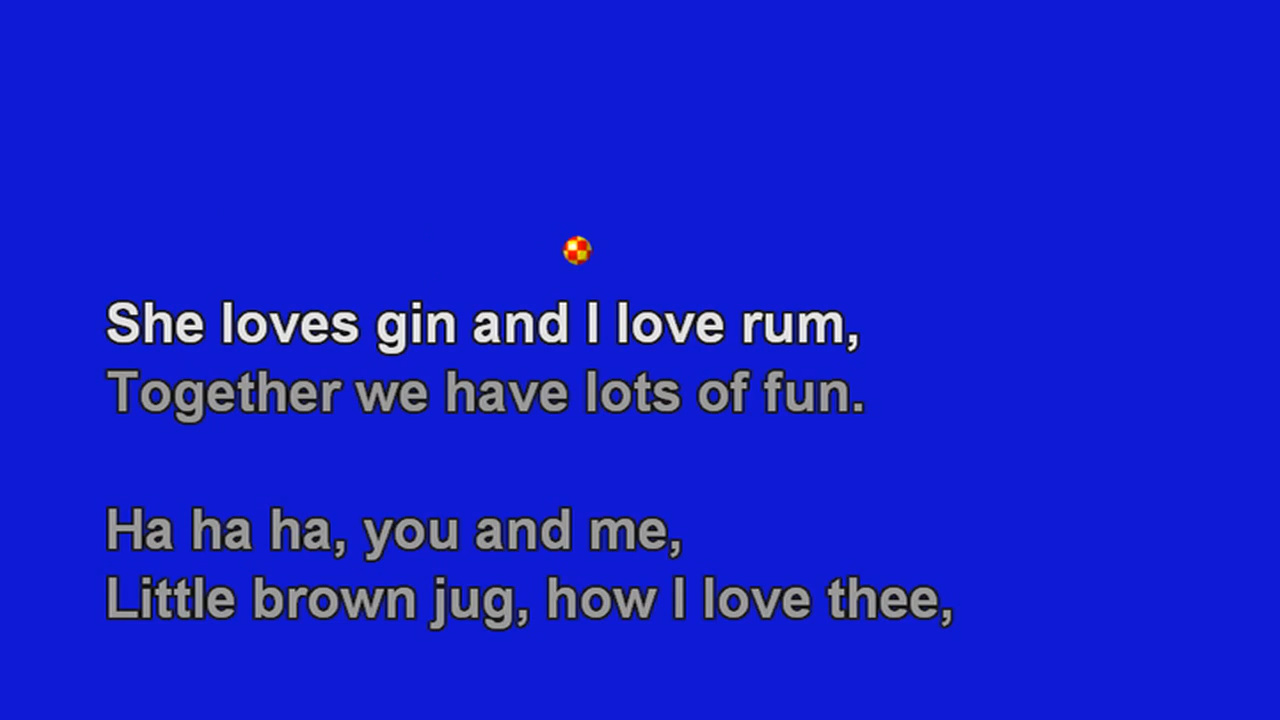 She loves gin and I love rum,
Together we have lots of fun.
Ha ha ha, you and me,
Little brown jug, how I love thee,